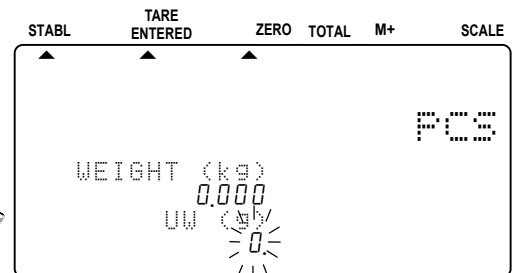 TARE
STABL ENTERED ZERO TOTAL M+ SCALE
PCS
WEIGHT (kg)
0.000
UW (g)
0.